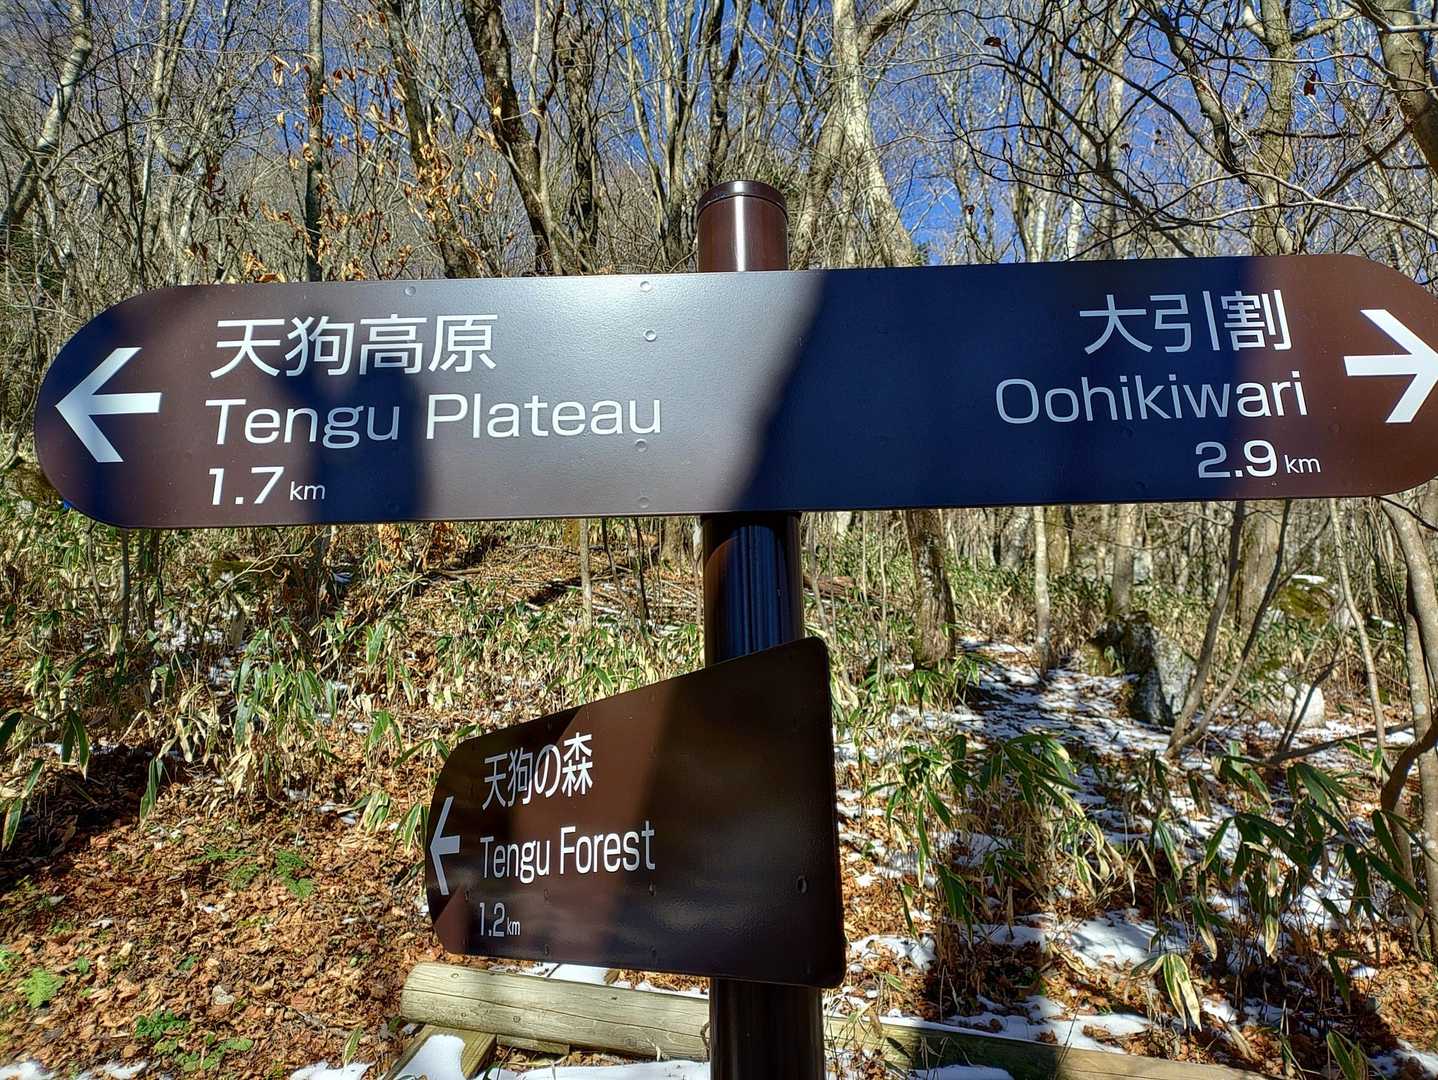 天狗高原
Tengu Plateau
1.7 km
大引割
Oohikiwari
2.9 km
天狗の森
Tengu Forest
1.2 km